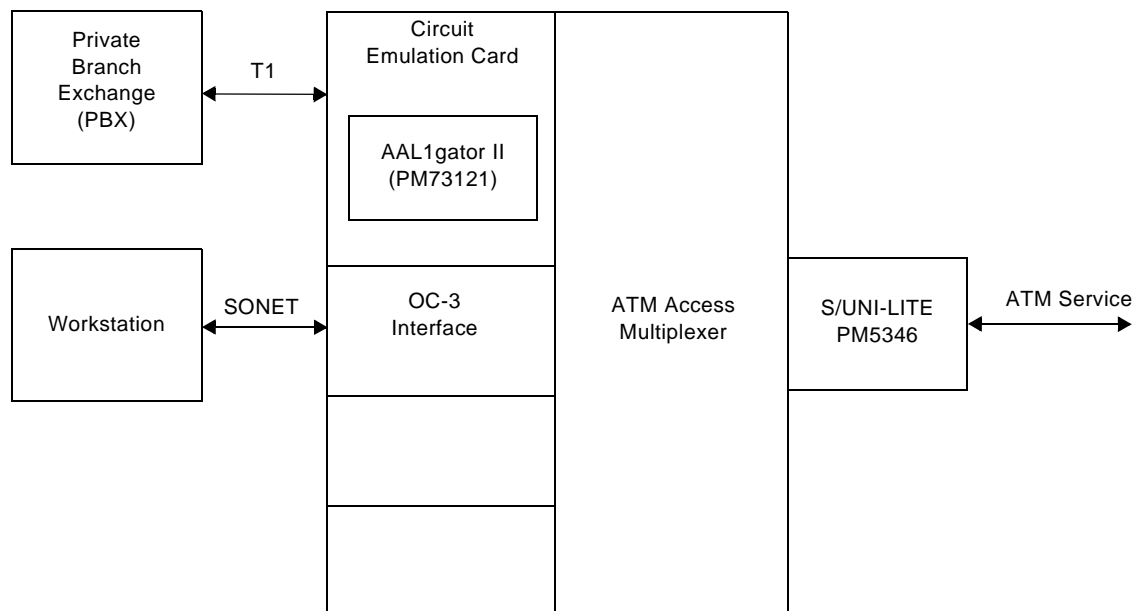 Private
Branch
Exchange
(PBX)
T1
Circuit
Emulation Card
AAL1gator II
(PM73121)
Workstation
SONET
OC-3
Interface
ATM Access
Multiplexer
S/UNI-LITE
PM5346
ATM Service